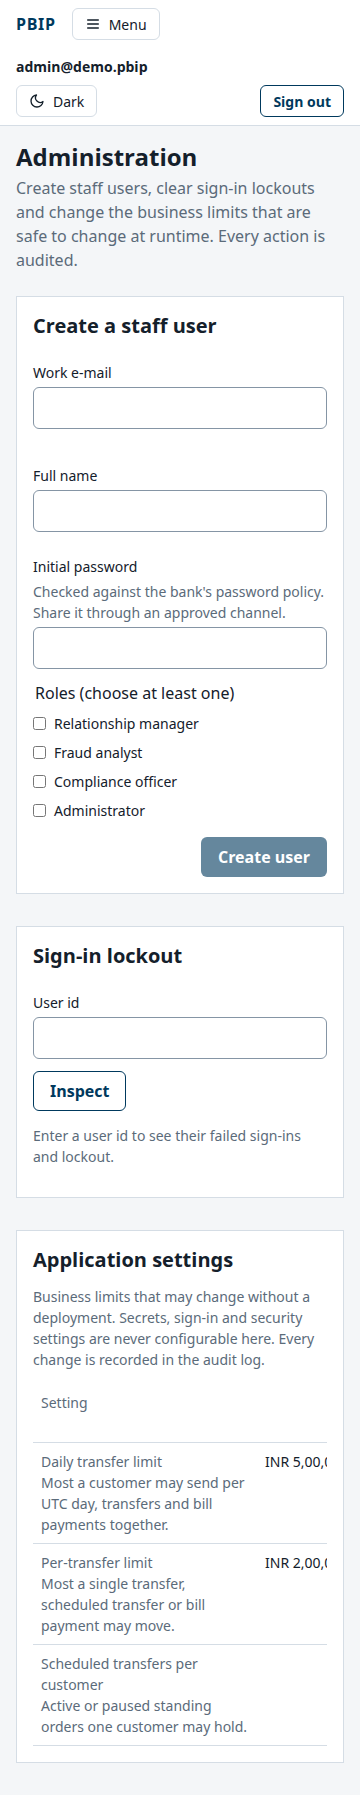 PBIP
Menu
admin@demo.pbip
Dark
Sign out
Administration
Create staff users, clear sign-in lockouts
and change the business limits that are
safe to change at runtime. Every action is
audited.
Create a staff user
Work e-mail
Full name
Initial password
Checked against the bank's password policy.
Share it through an approved channel.
Roles (choose at least one)
Relationship manager
Fraud analyst
Compliance officer
Administrator
Create user
Sign-in lockout
User id
Inspect
Enter a user id to see their failed sign-ins
and lockout.
Application settings
Business limits that may change without a
deployment. Secrets, sign-in and security
settings are never configurable here. Every
change is recorded in the audit log.
Setting
Daily transfer limit
INR 5,00,0
Most a customer may send per
UTC day, transfers and bill
payments together.
Per-transfer limit
INR 2,00,0
Most a single transfer,
scheduled transfer or bill
payment may move.
Scheduled transfers per
customer
Active or paused standing
orders one customer may hold.